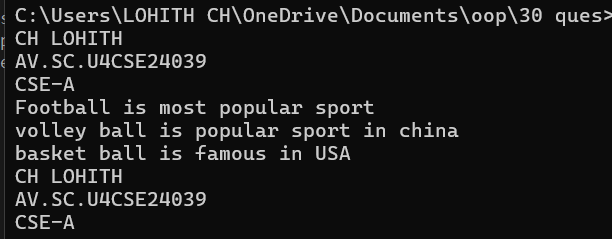 C:\Users\LOHITH CH\OneDrive\Documents\oop\30 ques>
CH LOHITH
AV.SC.U4CSE24039
CSE-A
Football is most popular sport
volley ball is popular sport in china
basket ball is famous in USA
CH LOHITH
AV.SC.U4CSE24039
CSE-A